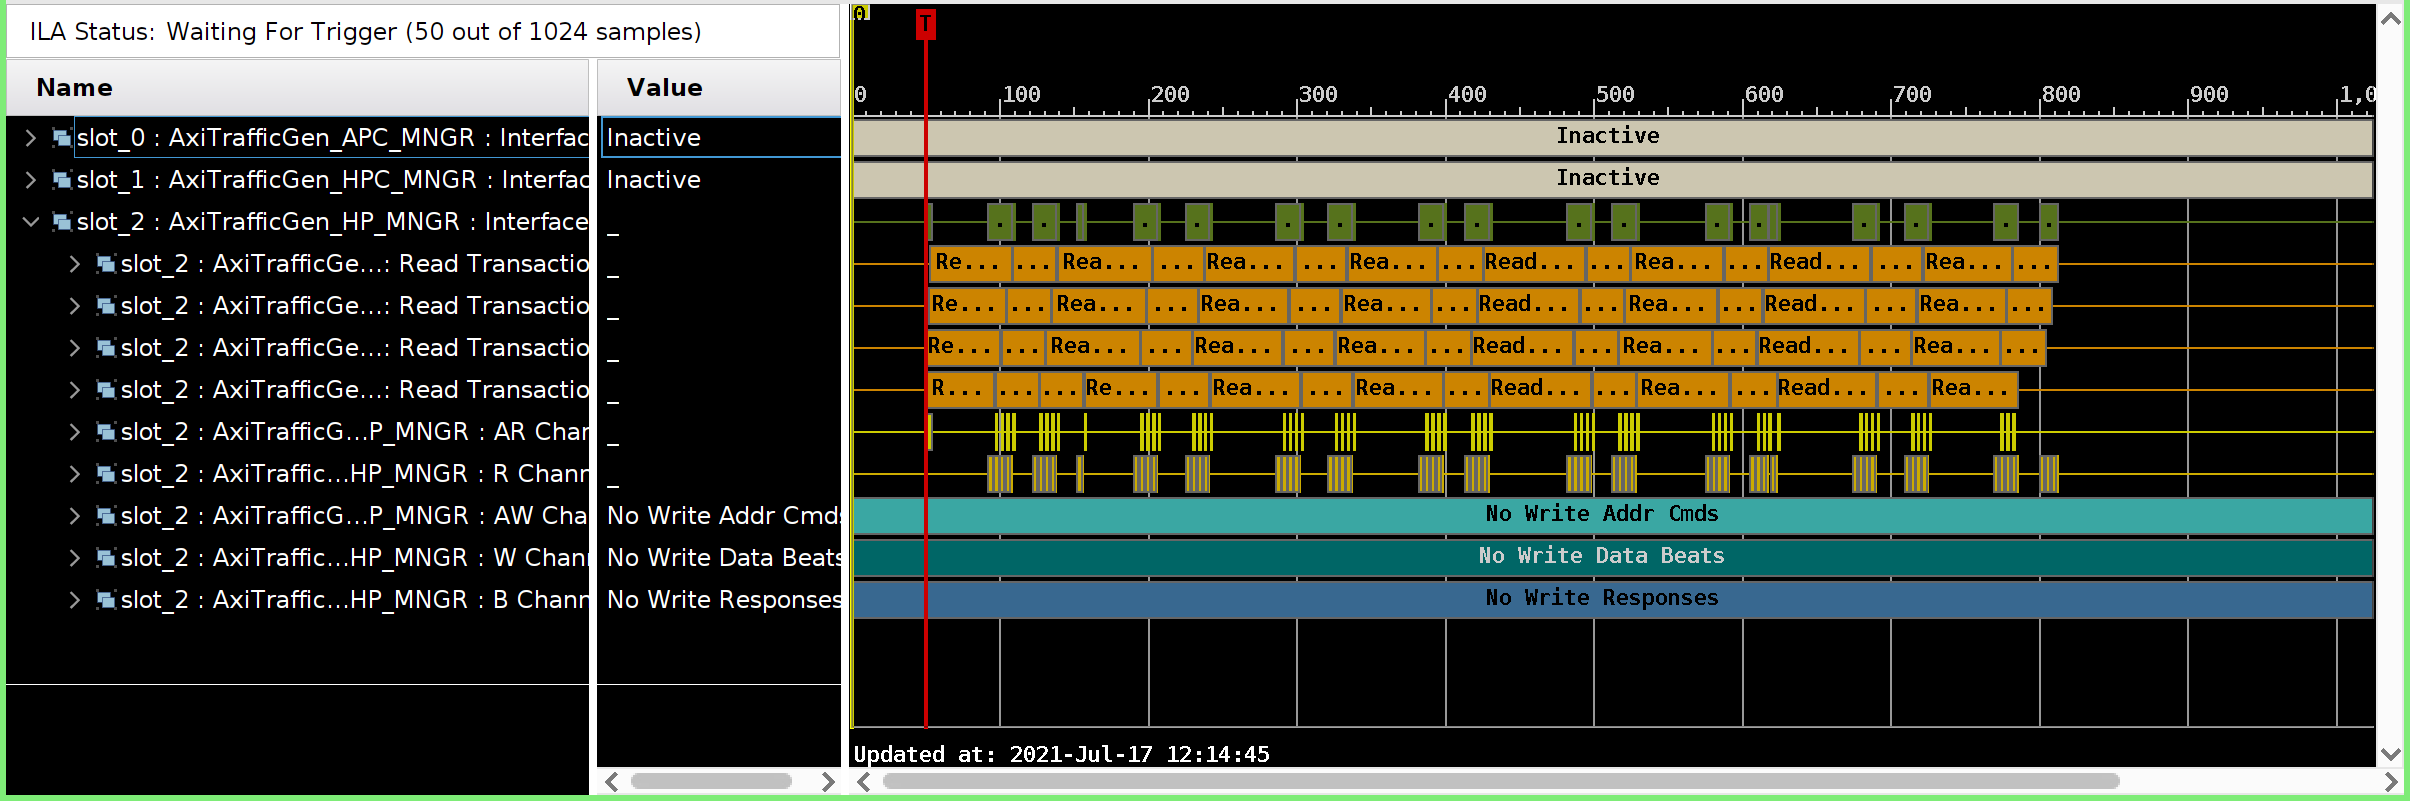 ILA Status: Waiting For Trigger (50 out of 1024 samples)
0
T
Name Value
0 100 200 300 400 500 600 700 800 900 1,0
slot_0 : AxiTrafficGen_APC_MNGR : Interfac Inactive Inactive
slot_1 : AxiTrafficGen_HPC_MNGR : Interfac Inactive Inactive
slot_2 : AxiTrafficGen_HP_MNGR : Interface _ . . . . . . . . . . . . . . . .
slot_2 : AxiTrafficGe...: Read Transactio _ Re... ... Rea... ... Rea... ... Rea... ... Read... ... Rea... ... Read... ... Rea... ...
slot_2 : AxiTrafficGe...: Read Transactio _ Re... ... Rea... ... Rea... ... Rea... ... Read... ... Rea... ... Read... ... Rea... ...
slot_2 : AxiTrafficGe...: Read Transactio _ Re... ... Rea... ... Rea... ... Rea... ... Read... ... Rea... ... Read... ... Rea... ...
slot_2 : AxiTrafficGe...: Read Transactio _ R... ... ... Re... ... Rea... ... Rea... ... Read... ... Rea... ... Read... ... Rea...
slot_2 : AxiTrafficG...P_MNGR : AR Char _
slot_2 : AxiTraffic...HP_MNGR : R Chanr _
slot_2 : AxiTrafficG...P_MNGR : AW Cha No Write Addr Cmds No Write Addr Cmds
slot_2 : AxiTraffic...HP_MNGR : W Chan No Write Data Beats No Write Data Beats
slot_2 : AxiTraffic...HP_MNGR : B Chanr No Write Responses No Write Responses
Updated at: 2021-Jul-17 12:14:45